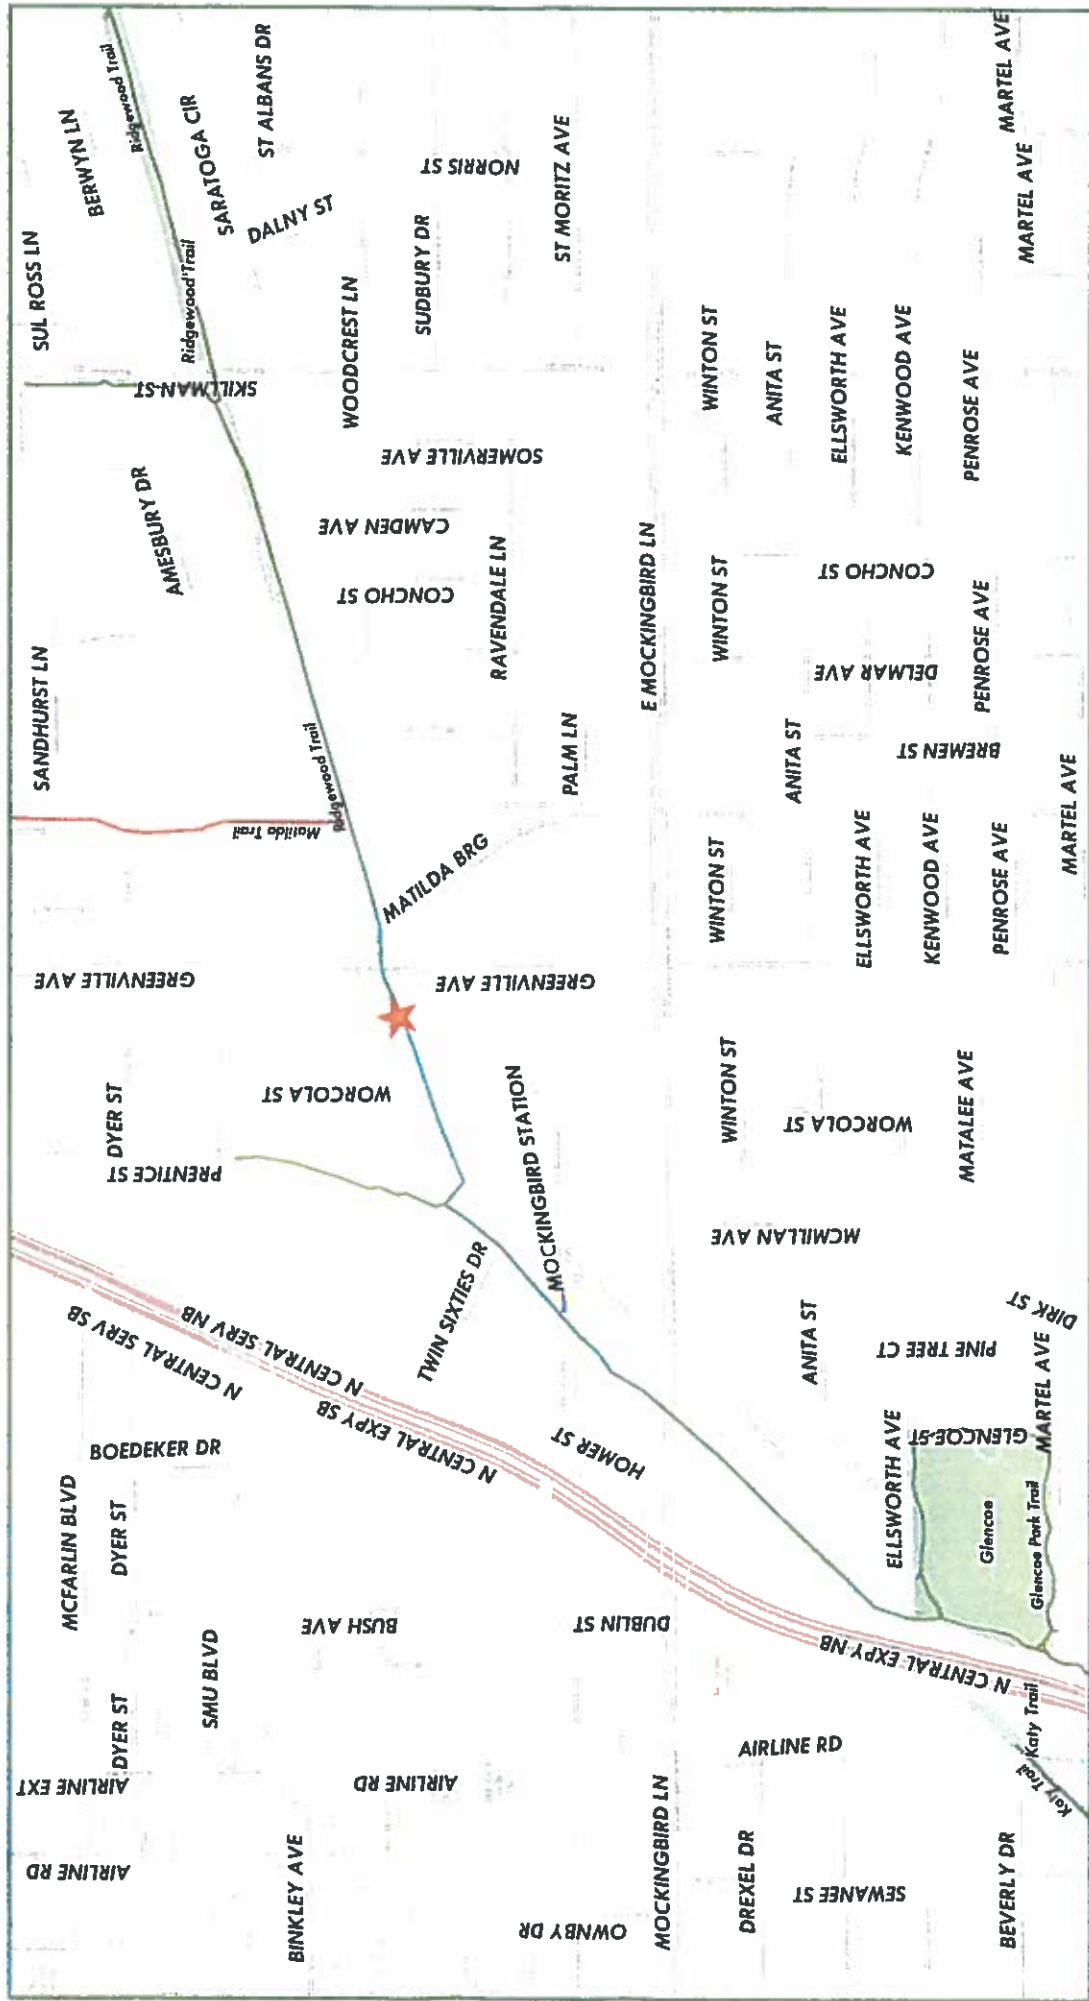 AIRLINE RD
AIRLINE EXT
MCFARLIN BLVD
BOEDEKER DR
DYER ST
DYER ST
SMU BLVD
BUSH AVE
BINKLEY AVE
AIRLINE RD
OWNBY DR
DUBLIN ST
MOCKINGBIRD LN
DREXEL DR
AIRLINE RD
SEWANEE ST
BEVERLY DR
Katy Trail
Katy Trail
N CENTRAL SERV SB
N CENTRAL SERV NB
N CENTRAL EXPY SB
N CENTRAL EXPY NB
HOMER ST
TWIN SIXTIES DR
MOCKINGBIRD STATION
PRENTICE ST
DYER ST
WORCOLA ST
GREENVILLE AVE
GREENVILLE AVE
MATILDA BRG
Matilda Trail
Ridgewood Trail
SANDHURST LN
AMESBURY DR
SKILLMAN ST
SUL ROSS LN
BERWYN LN
Ridgewood Trail
Ridgewood Trail
SARATOGA CIR
ST ALBANS DR
DALNY ST
WOODCREST LN
SUDBURY DR
NORRIS ST
ST MORITZ AVE
SOMERVILLE AVE
CAMDEN AVE
CONCHO ST
RAVENDALE LN
PALM LN
E MOCKINGBIRD LN
WINTON ST
WINTON ST
WINTON ST
WINTON ST
ANITA ST
ANITA ST
ANITA ST
MCMILLAN AVE
WORCOLA ST
MATALEE AVE
PINE TREE CT
DIRK ST
ELLSWORTH AVE
GLENCOE ST
Glencoe
Glencoe Park Trail
MARTEL AVE
ELLSWORTH AVE
KENWOOD AVE
PENROSE AVE
BREMEN ST
DELMAR AVE
CONCHO ST
PENROSE AVE
MARTEL AVE
ELLSWORTH AVE
KENWOOD AVE
PENROSE AVE
MARTEL AVE
MARTEL AVE
MARTEL AVE